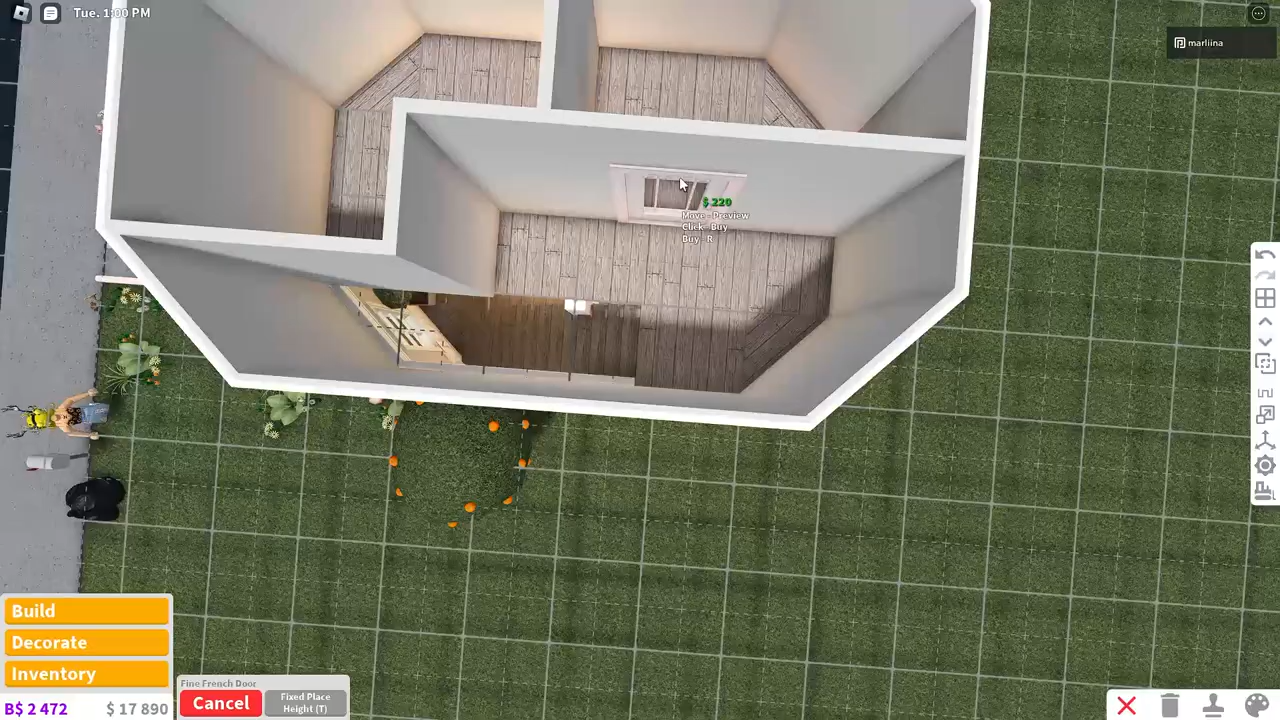 Tue. 1:00 PM
marliina
$ 220
Move - Preview
Click - Buy
Buy - R
Build
Decorate
Inventory
B$ 2 472
$ 17 890
Fine French Door
Cancel
Fixed Place
Height (T)